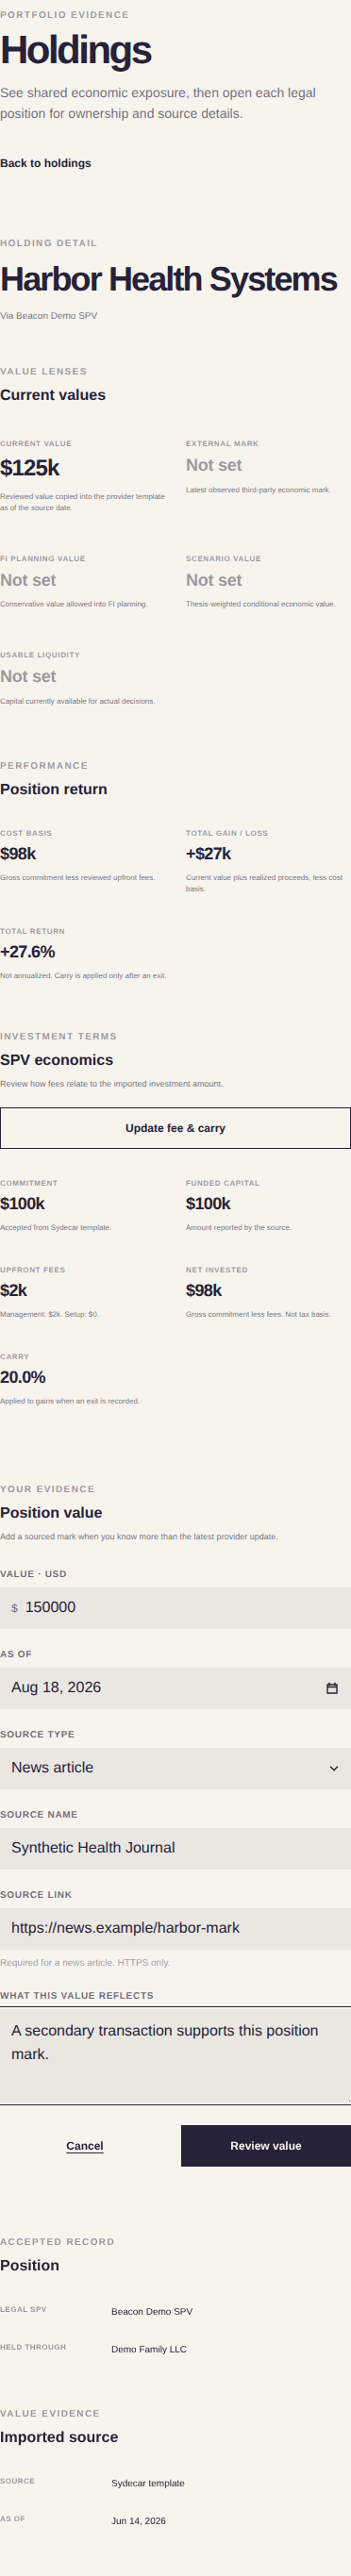 PORTFOLIO EVIDENCE
Holdings
See shared economic exposure, then open each legal
position for ownership and source details.
Back to holdings
HOLDING DETAIL
Harbor Health Systems
Via Beacon Demo SPV
VALUE LENSES
Current values
CURRENT VALUE
$125k
Reviewed value copied into the provider template
as of the source date.
EXTERNAL MARK
Not set
Latest observed third-party economic mark.
FI PLANNING VALUE
Not set
Conservative value allowed into FI planning.
SCENARIO VALUE
Not set
Thesis-weighted conditional economic value.
USABLE LIQUIDITY
Not set
Capital currently available for actual decisions.
PERFORMANCE
Position return
COST BASIS
$98k
Gross commitment less reviewed upfront fees.
TOTAL GAIN / LOSS
+$27k
Current value plus realized proceeds, less cost
basis.
TOTAL RETURN
+27.6%
Not annualized. Carry is applied only after an exit.
INVESTMENT TERMS
SPV economics
Review how fees relate to the imported investment amount.
Update fee & carry
COMMITMENT
$100k
Accepted from Sydecar template.
FUNDED CAPITAL
$100k
Amount reported by the source.
UPFRONT FEES
$2k
Management: $2k. Setup: $0.
NET INVESTED
$98k
Gross commitment less fees. Not tax basis.
CARRY
20.0%
Applied to gains when an exit is recorded.
YOUR EVIDENCE
Position value
Add a sourced mark when you know more than the latest provider update.
VALUE · USD
$ 150000
AS OF
Aug 18, 2026
SOURCE TYPE
News article
SOURCE NAME
Synthetic Health Journal
SOURCE LINK
https://news.example/harbor-mark
Required for a news article. HTTPS only.
WHAT THIS VALUE REFLECTS
A secondary transaction supports this position
mark.
Cancel
Review value
ACCEPTED RECORD
Position
LEGAL SPV
Beacon Demo SPV
HELD THROUGH
Demo Family LLC
VALUE EVIDENCE
Imported source
SOURCE
Sydecar template
AS OF
Jun 14, 2026